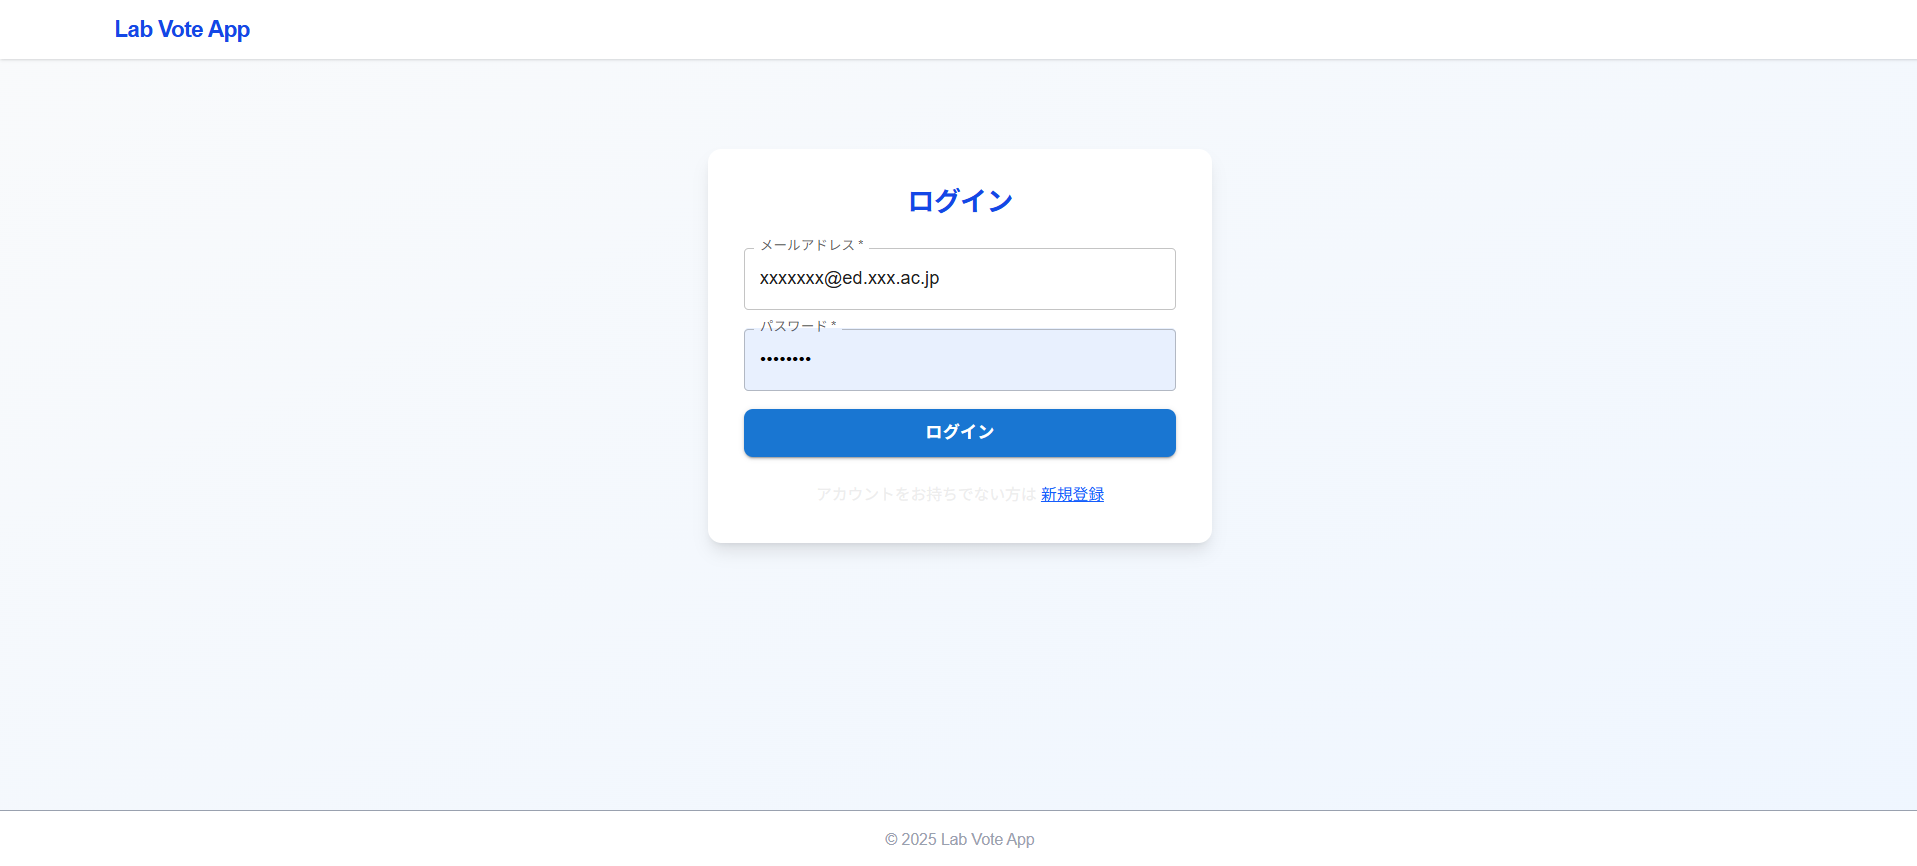 Lab Vote App
ログイン
メールアドレス *
xxxxxxx@ed.xxx.ac.jp
パスワード *
••••••••
ログイン
アカウントをお持ちでない方は 新規登録
© 2025 Lab Vote App